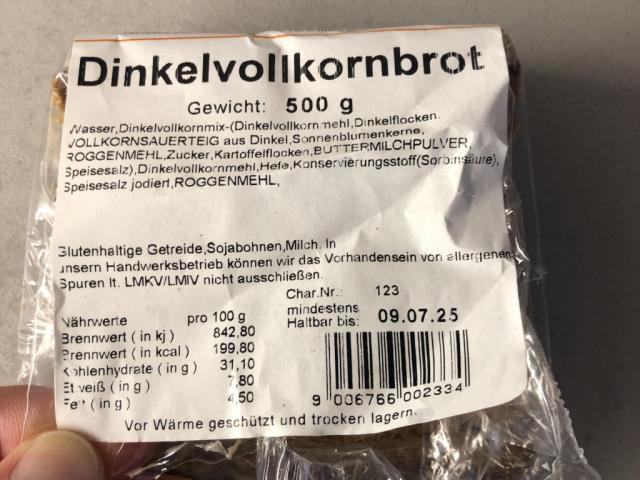 Dinkelvollkornbrot
Gewicht: 500 g
Wasser,Dinkelvollkornmix-(Dinkelvollkornmehl,Dinkelflocken,
VOLLKORNSAUERTEIG aus Dinkel,Sonnenblumenkerne,
ROGGENMEHL,Zucker,Kartoffelflocken,BUTTERMILCHPULVER,
Speisesalz),Dinkelvollkornmehl,Hefe,Konservierungsstoff(Sorbinsäure),
Speisesalz jodiert,ROGGENMEHL,
Glutenhaltige Getreide,Sojabohnen,Milch. In
unsern Handwerksbetrieb können wir das Vorhandensein von allergenen
Spuren lt. LMKV/LMIV nicht ausschließen.
Char.Nr.: 123
mindestens
Haltbar bis: 09.07.25
Nährwerte pro 100 g
Brennwert ( in kj ) 842,80
Brennwert ( in kcal ) 199,80
Kohlenhydrate ( in g ) 31,10
Eiweiß ( in g ) 7,80
Fett ( in g ) 4,50
9 006766 002334
Vor Wärme geschützt und trocken lagern.